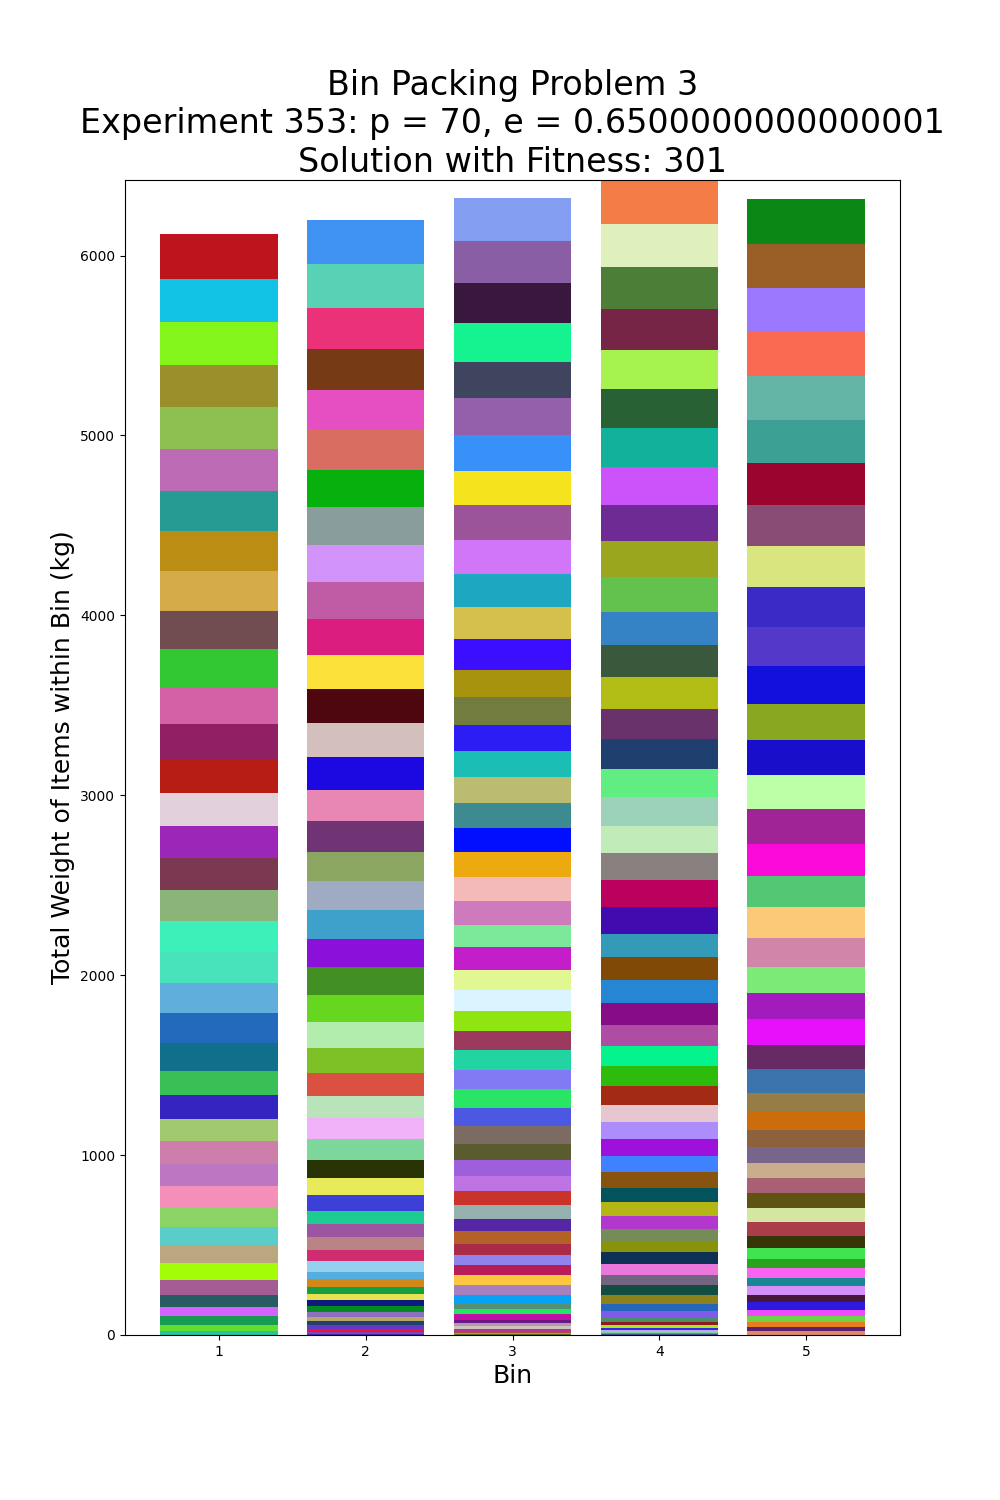 Bin Packing Problem 3
Experiment 353: p = 70, e = 0.6500000000000001
Solution with Fitness: 301
6000
5000
4000
3000
2000
1000
0
Total Weight of Items within Bin (kg)
1 2 3 4 5
Bin